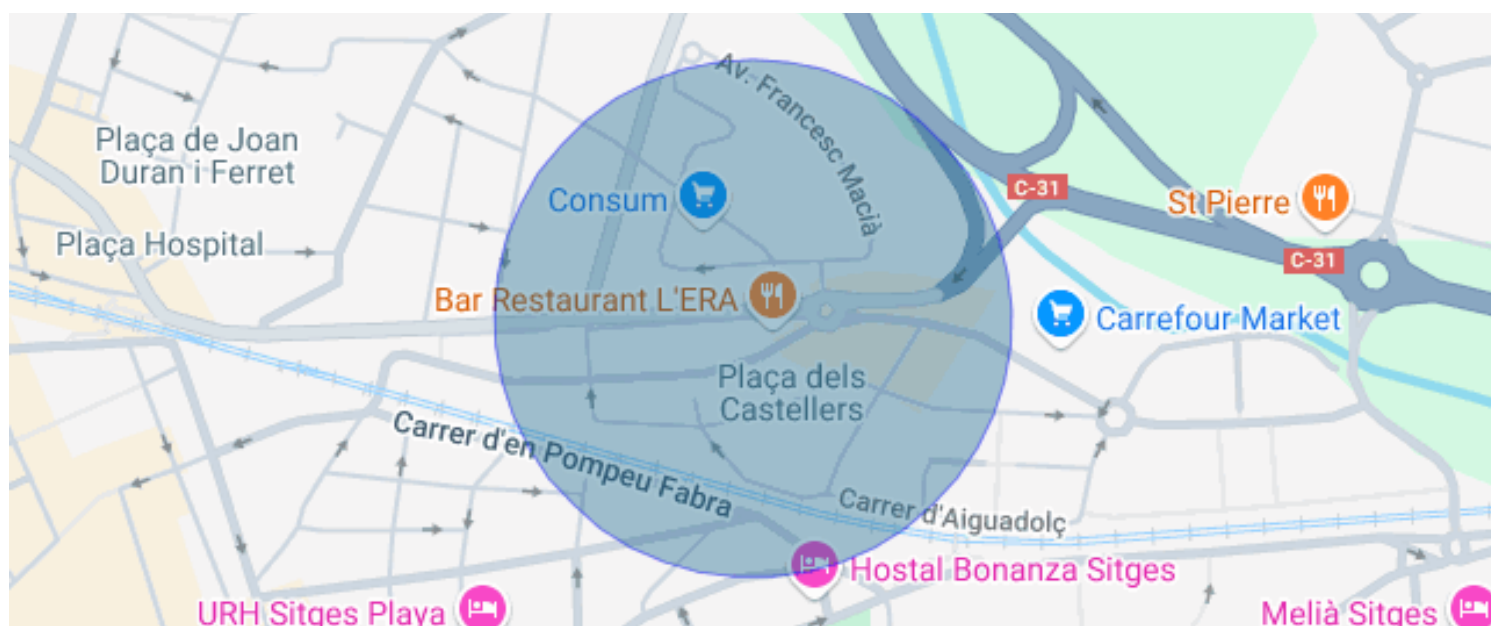 Av. Francesc Macià
Plaça de Joan
Duran i Ferret
Consum
C-31
St Pierre
Plaça Hospital
C-31
Bar Restaurant L'ERA
Carrefour Market
Plaça dels
Castellers
Carrer d'en Pompeu Fabra
Carrer d'Aiguadolç
Hostal Bonanza Sitges
URH Sitges Playa
Melià Sitges